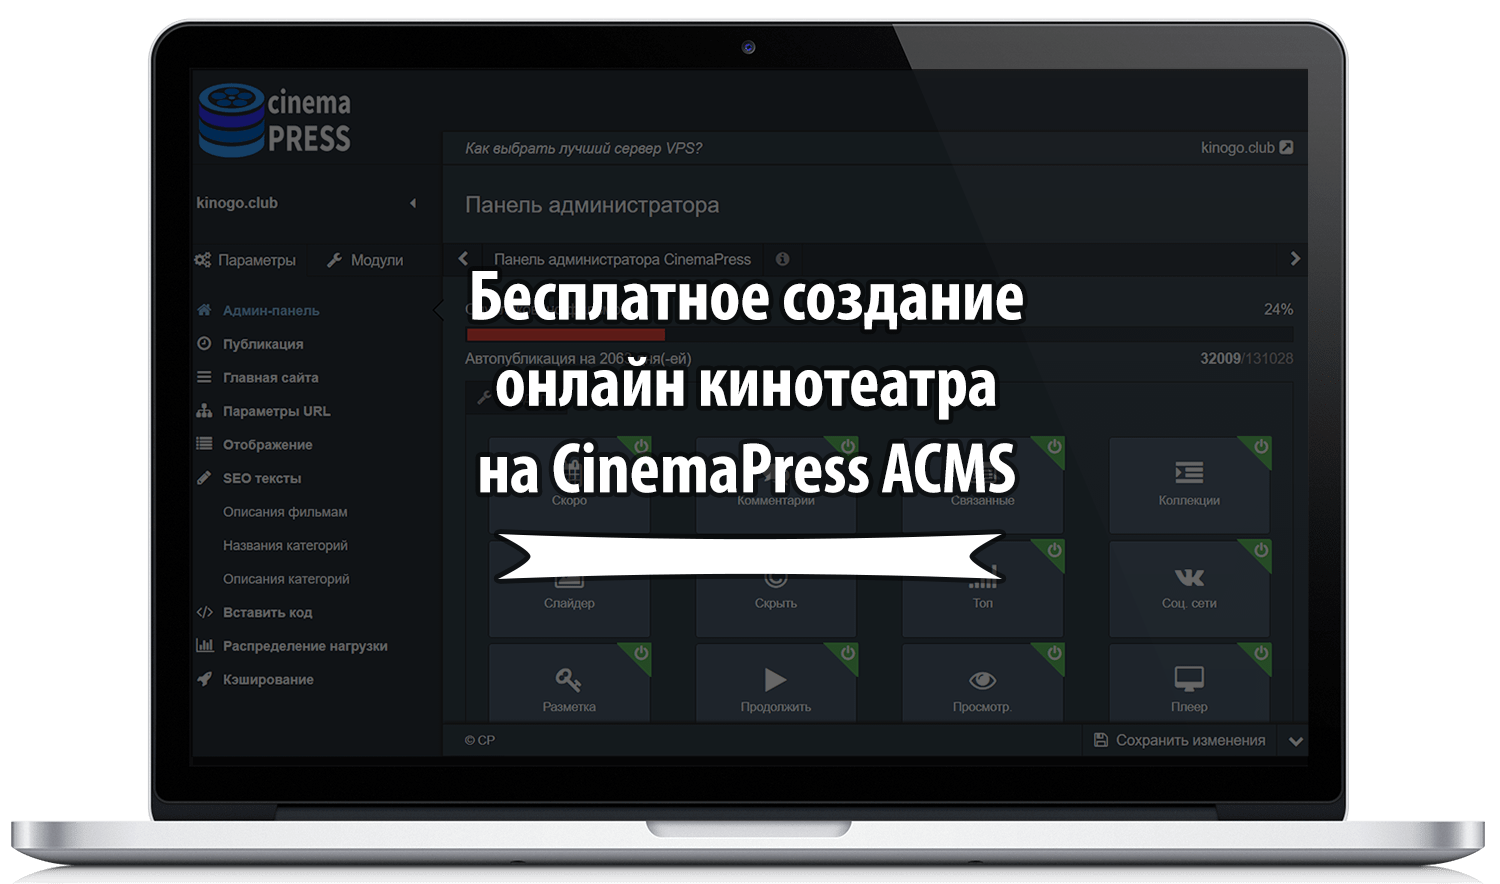 cinema
PRESS
Как выбрать лучший сервер VPS?
kinogo.club
kinogo.club
Панель администратора
Параметры
Модули
Панель администратора CinemaPress
Бесплатное создание
онлайн кинотеатра
на CinemaPress ACMS
24%
Автопубликация на 2063 дня(-ей)
32009/131028
Админ-панель
Публикация
Главная сайта
Параметры URL
Отображение
SEO тексты
Описания фильмам
Названия категорий
Описания категорий
Вставить код
Распределение нагрузки
Кэширование
Скоро
Комментарии
Связанные
Коллекции
Слайдер
Скрыть
Топ
Соц. сети
Разметка
Продолжить
Просмотр.
Плеер
© CP
Сохранить изменения